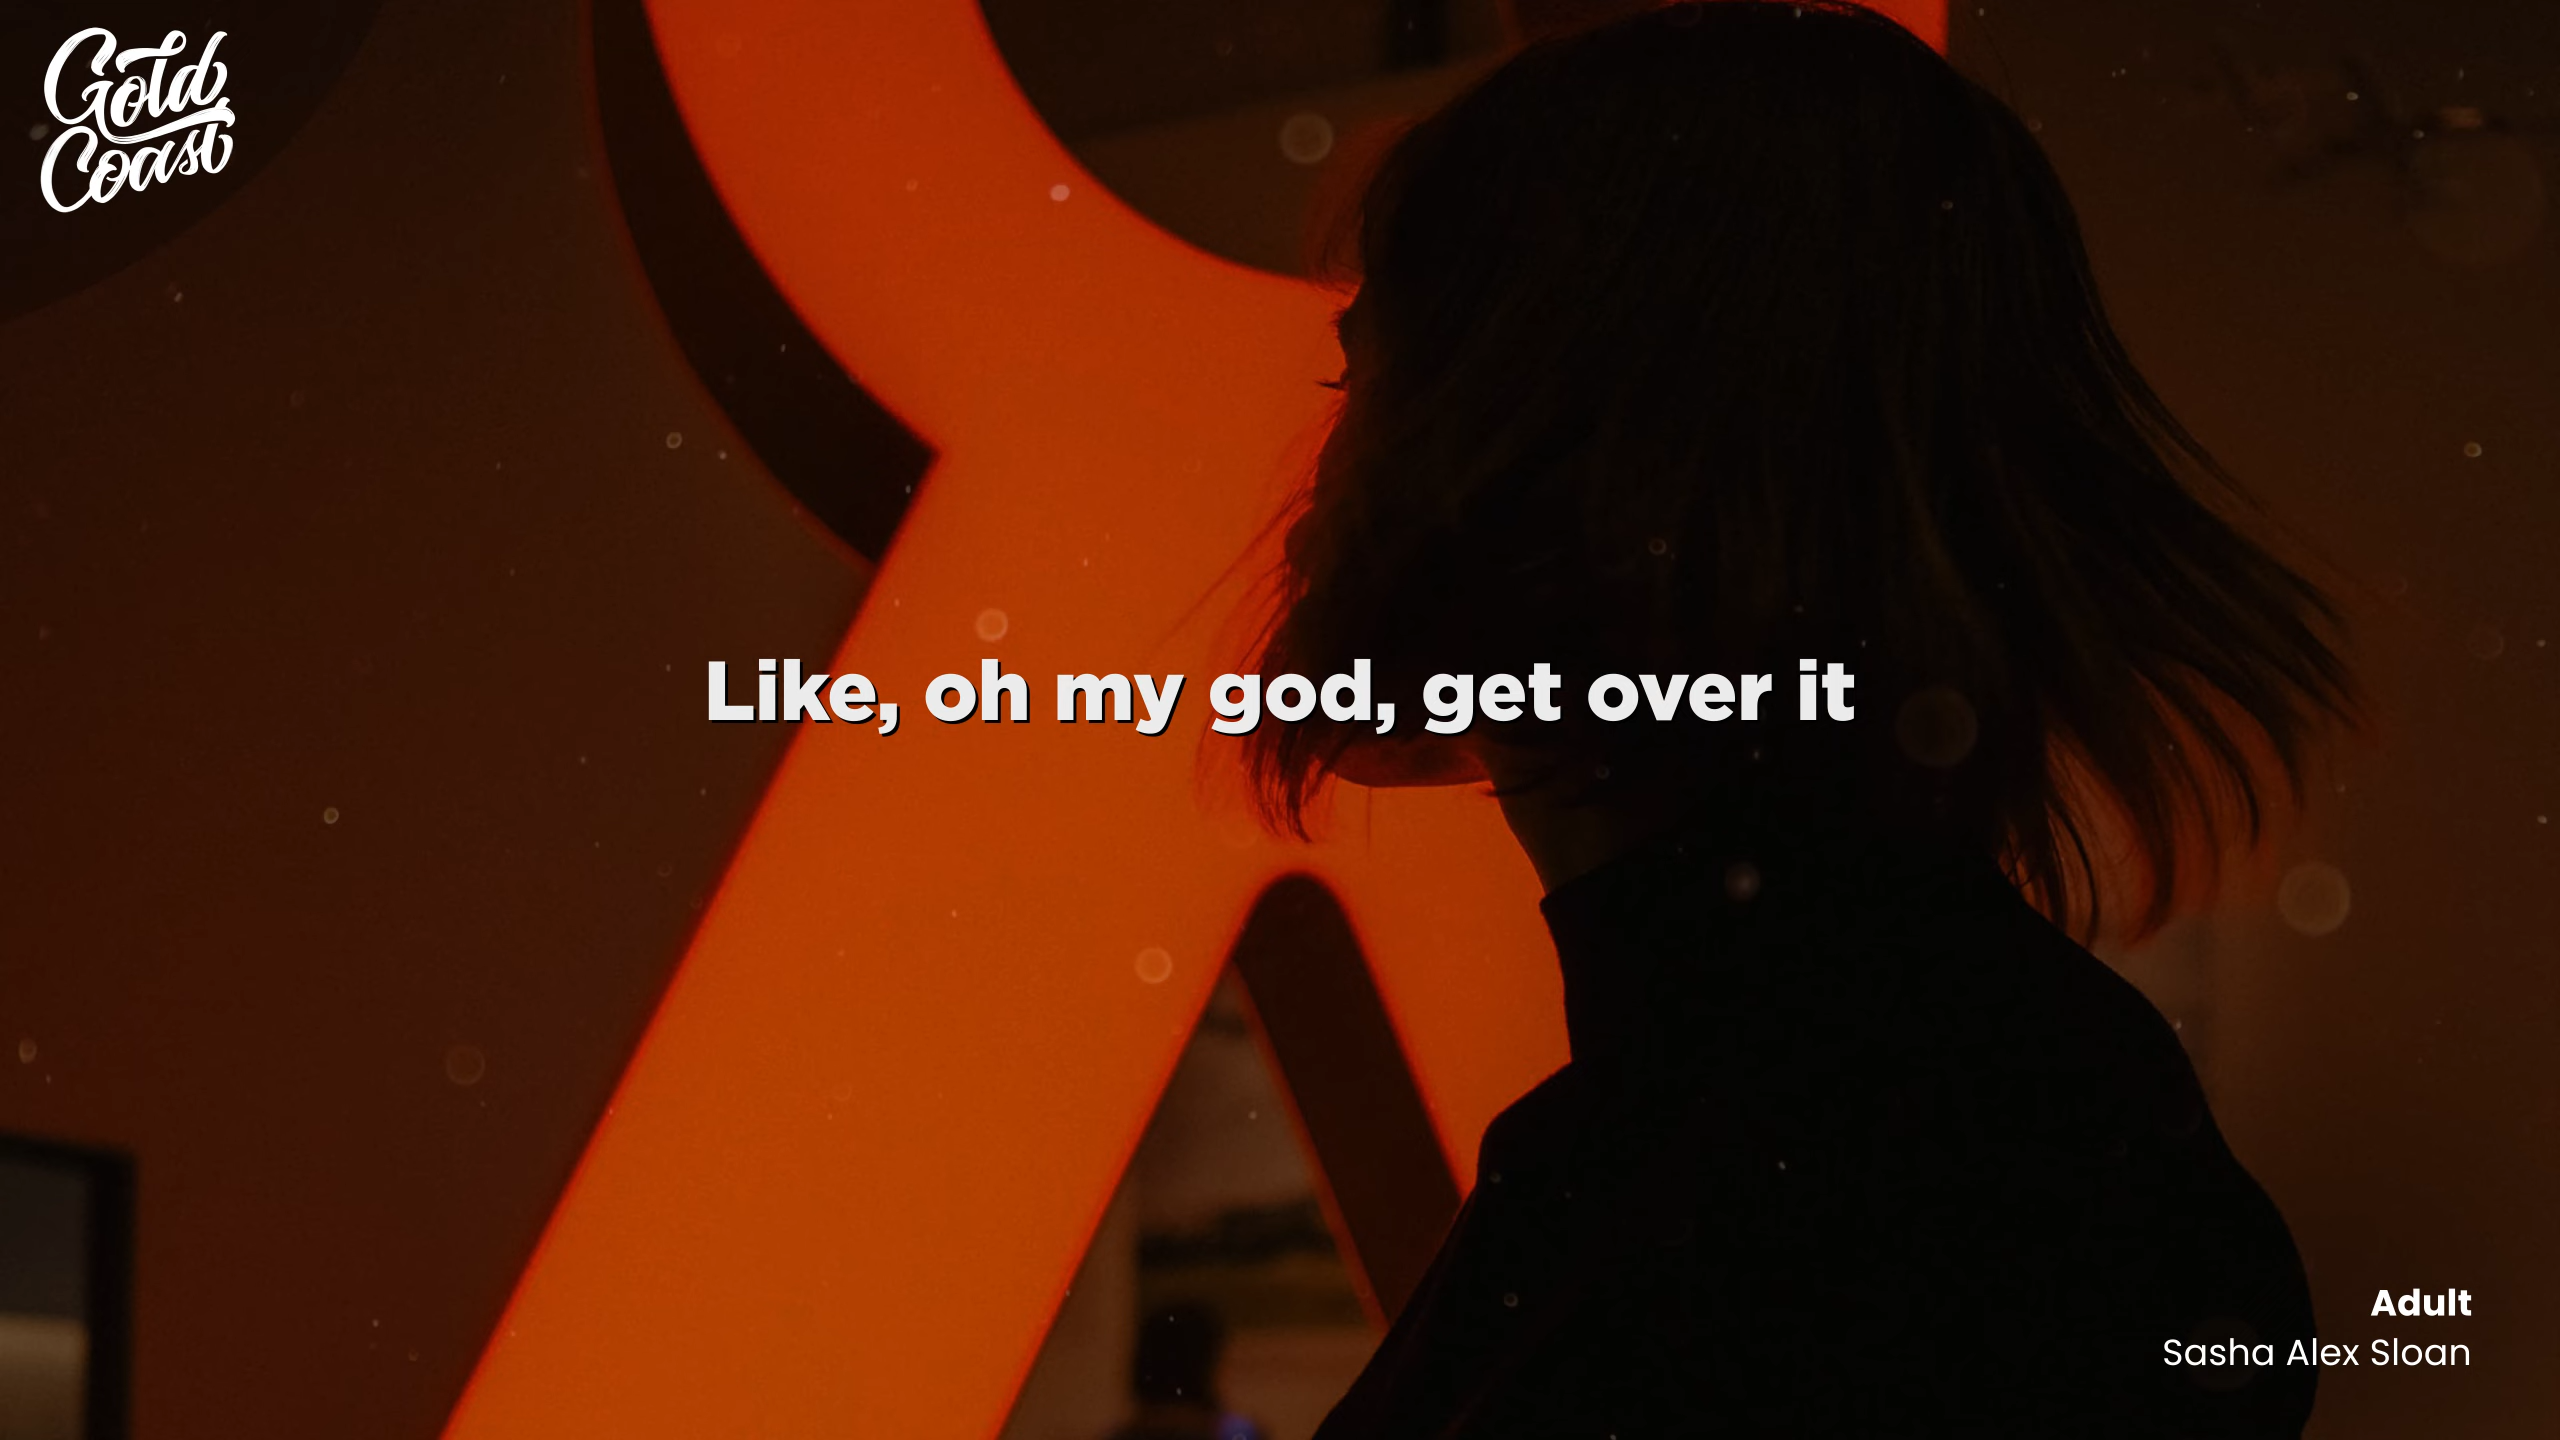 Gold
Coast
Like, oh my god, get over it
Adult
Sasha Alex Sloan